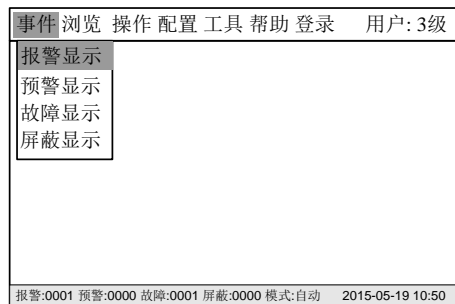 事件 浏览 操作 配置 工具 帮助 登录 用户: 3级
报警显示
预警显示
故障显示
屏蔽显示
报警:0001 预警:0000 故障:0001 屏蔽:0000 模式:自动 2015-05-19 10:50